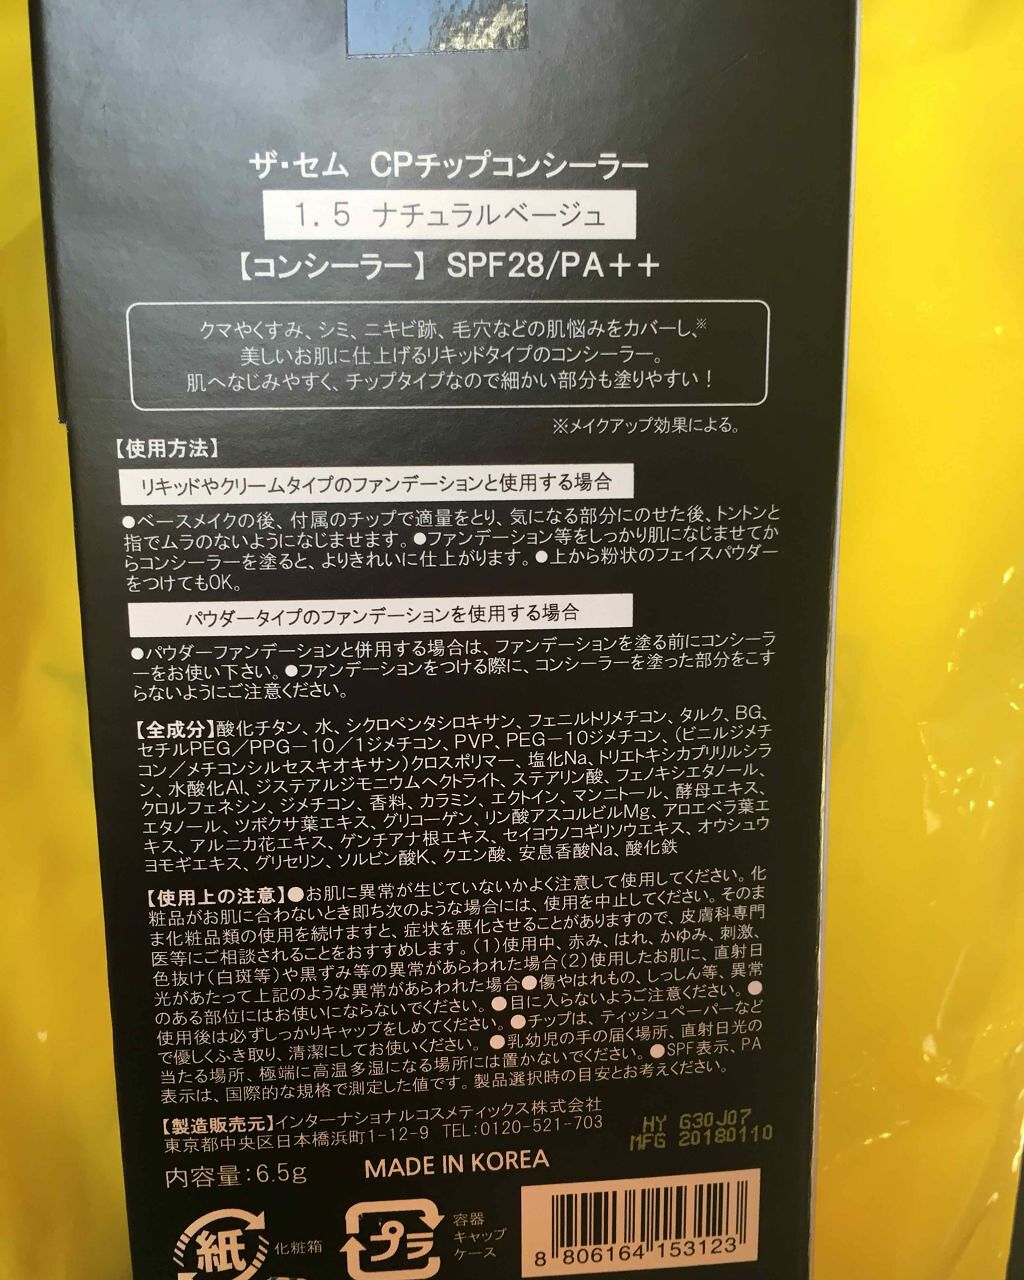 ザ・セム CPチップコンシーラー
1.5 ナチュラルベージュ
【コンシーラー】 SPF28/PA++
クマやくすみ、シミ、ニキビ跡、毛穴などの肌悩みをカバーし、※
美しいお肌に仕上げるリキッドタイプのコンシーラー。
肌へなじみやすく、チップタイプなので細かい部分も塗りやすい！
※メイクアップ効果による。
【使用方法】
リキッドやクリームタイプのファンデーションと使用する場合
●ベースメイクの後、付属のチップで適量をとり、気になる部分にのせた後、トントンと
指でムラのないようになじませます。●ファンデーション等をしっかり肌になじませてか
らコンシーラーを塗ると、よりきれいに仕上がります。●上から粉状のフェイスパウダー
をつけてもOK。
パウダータイプのファンデーションを使用する場合
●パウダーファンデーションと併用する場合は、ファンデーションを塗る前にコンシーラ
ーをお使い下さい。●ファンデーションをつける際に、コンシーラーを塗った部分をこす
らないようにご注意ください。
【全成分】酸化チタン、水、シクロペンタシロキサン、フェニルトリメチコン、タルク、BG、
セチルPEG／PPG－10／1ジメチコン、PVP、PEG－10ジメチコン、（ビニルジメチ
コン／メチコンシルセスキオキサン）クロスポリマー、塩化Na、トリエトキシカプリリルシラ
ン、水酸化Al、ジステアルジモニウムヘクトライト、ステアリン酸、フェノキシエタノール、
クロルフェネシン、ジメチコン、香料、カラミン、エクトイン、マンニトール、酵母エキス、
エタノール、ツボクサ葉エキス、グリコーゲン、リン酸アスコルビルMg、アロエベラ葉エ
キス、アルニカ花エキス、ゲンチアナ根エキス、セイヨウノコギリソウエキス、オウシュウ
ヨモギエキス、グリセリン、ソルビン酸K、クエン酸、安息香酸Na、酸化鉄
【使用上の注意】●お肌に異常が生じていないかよく注意して使用してください。化
粧品がお肌に合わないとき即ち次のような場合には、使用を中止してください。そのま
ま化粧品類の使用を続けますと、症状を悪化させることがありますので、皮膚科専門
医等にご相談されることをおすすめします。（1）使用中、赤み、はれ、かゆみ、刺激、
色抜け（白斑等）や黒ずみ等の異常があらわれた場合（2）使用したお肌に、直射日
光があたって上記のような異常があらわれた場合●傷やはれもの、しっしん等、異常
のある部位にはお使いにならないでください。●目に入らないようご注意ください。●
使用後は必ずしっかりキャップをしめてください。●チップは、ティッシュペーパーなど
で優しくふき取り、清潔にしてお使いください。●乳幼児の手の届く場所、直射日光の
当たる場所、極端に高温多湿になる場所には置かないでください。●SPF表示、PA
表示は、国際的な規格で測定した値です。製品選択時の目安とお考えください。
【製造販売元】インターナショナルコスメティックス株式会社
東京都中央区日本橋浜町1-12-9 TEL:0120-521-703
HY G30J07
MFG 20180110
内容量：6.5g
MADE IN KOREA
紙 化粧箱
プラ
容器
キャップ
ケース
8 806164 153123